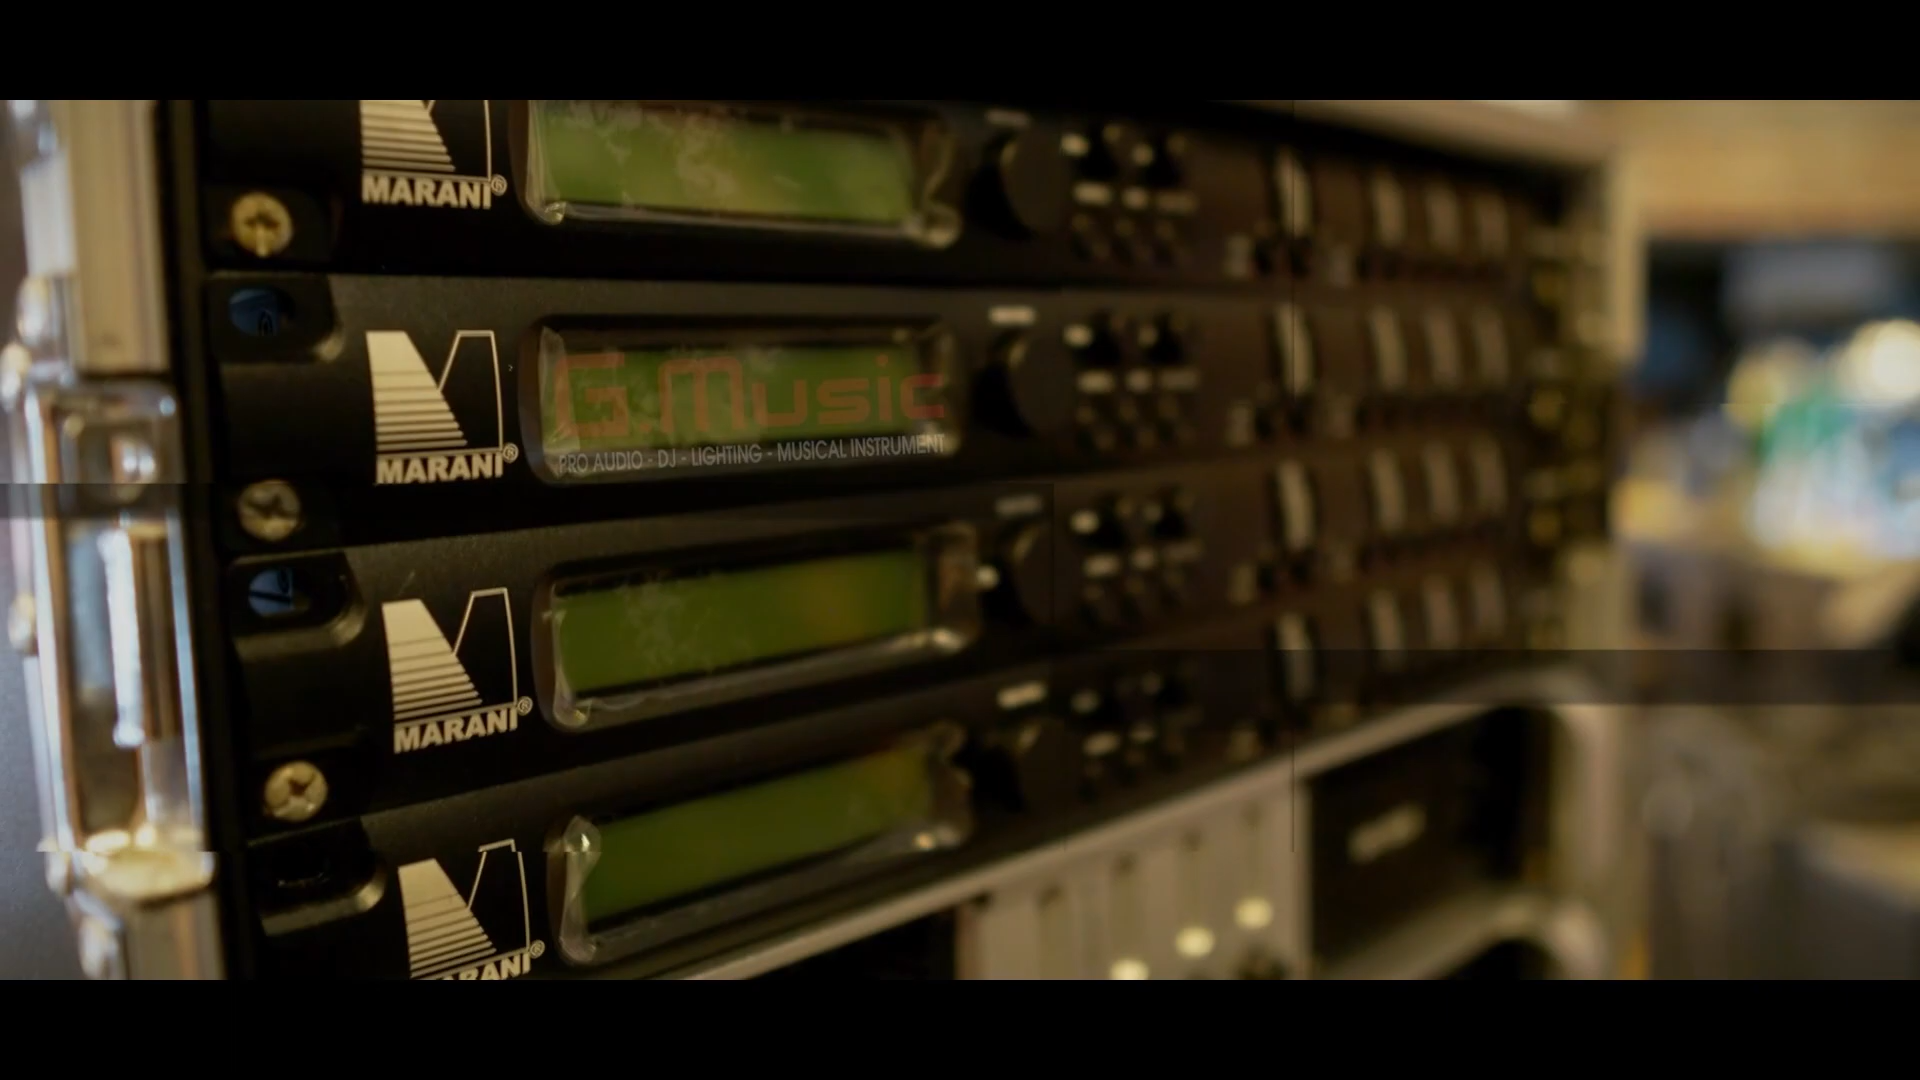 MARANI®
MARANI®
G.Music
PRO AUDIO - DJ - LIGHTING - MUSICAL INSTRUMENT
MARANI®
MARANI®